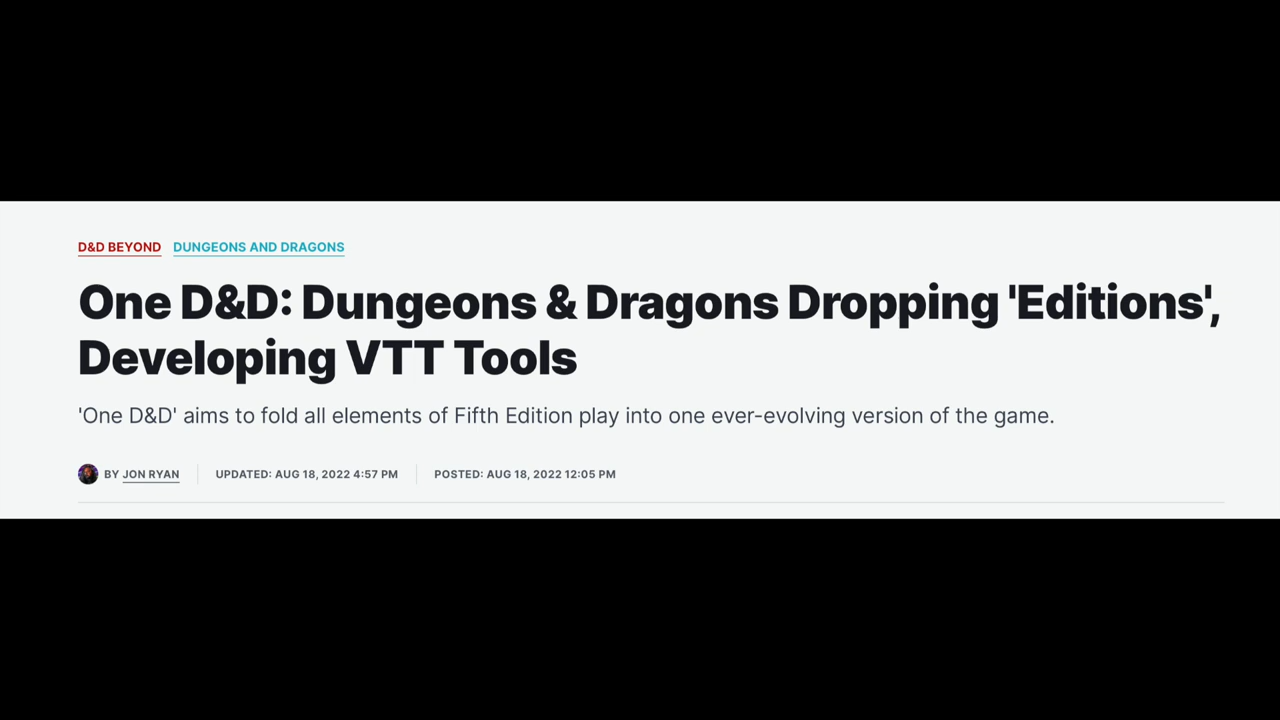 D&D BEYOND DUNGEONS AND DRAGONS
One D&D: Dungeons & Dragons Dropping 'Editions',
Developing VTT Tools
'One D&D' aims to fold all elements of Fifth Edition play into one ever-evolving version of the game.
BY JON RYAN UPDATED: AUG 18, 2022 4:57 PM POSTED: AUG 18, 2022 12:05 PM